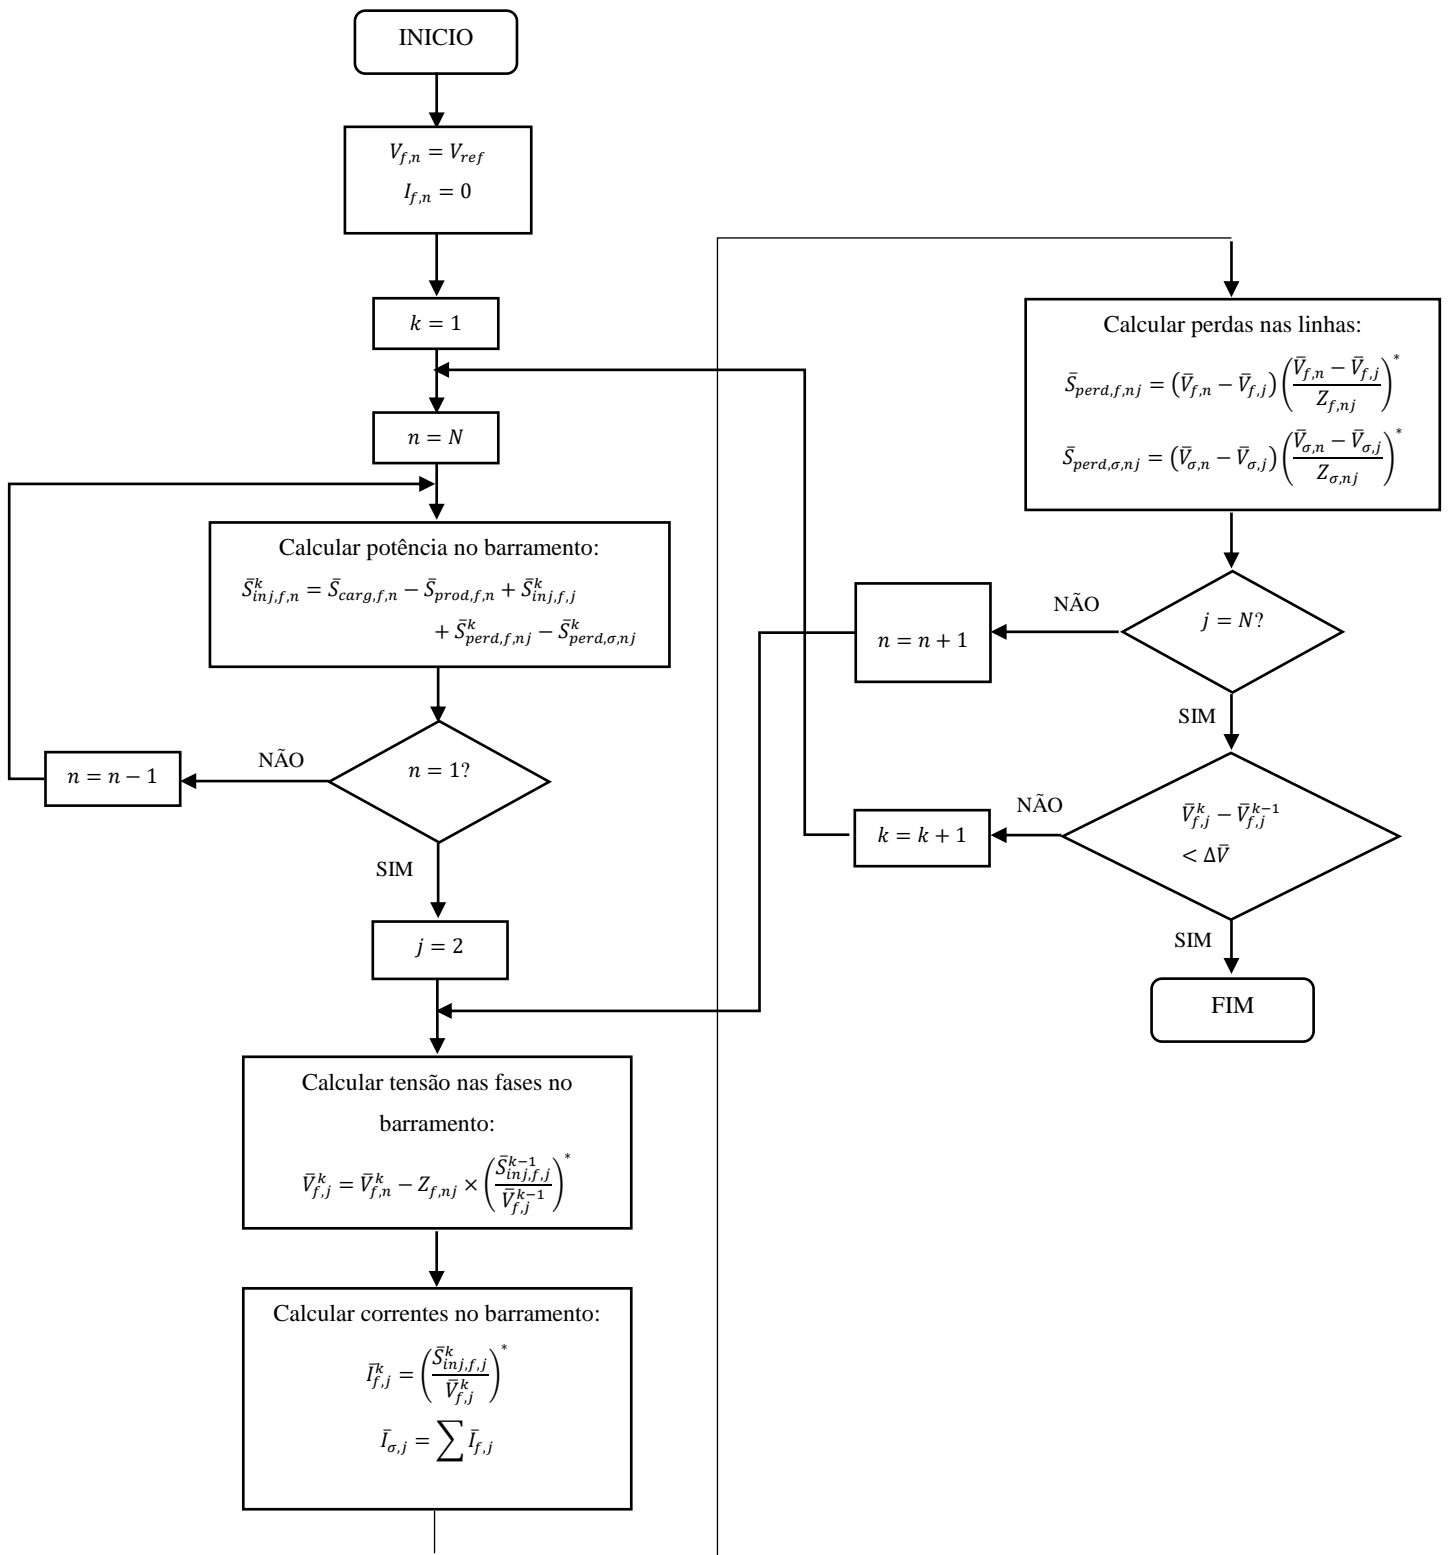 INICIO
V_{f,n} = V_{ref}
I_{f,n} = 0
k = 1
n = N
Calcular potência no barramento:
S̄^k_{inj,f,n} = S̄_{carg,f,n} − S̄_{prod,f,n} + S̄^k_{inj,f,j}
+ S̄^k_{perd,f,nj} − S̄^k_{perd,σ,nj}
n = 1?
NÃO
n = n − 1
SIM
j = 2
Calcular tensão nas fases no
barramento:
V̄^k_{f,j} = V̄^k_{f,n} − Z_{f,nj} × (S̄^{k−1}_{inj,f,j} / V̄^{k−1}_{f,j})^*
Calcular correntes no barramento:
Ī^k_{f,j} = (S̄^k_{inj,f,j} / V̄^k_{f,j})^*
Ī_{σ,j} = ∑ Ī_{f,j}
Calcular perdas nas linhas:
S̄_{perd,f,nj} = (V̄_{f,n} − V̄_{f,j}) ((V̄_{f,n} − V̄_{f,j}) / Z_{f,nj})^*
S̄_{perd,σ,nj} = (V̄_{σ,n} − V̄_{σ,j}) ((V̄_{σ,n} − V̄_{σ,j}) / Z_{σ,nj})^*
j = N?
NÃO
n = n + 1
SIM
V̄^k_{f,j} − V̄^{k−1}_{f,j}
< ΔV̄
NÃO
k = k + 1
SIM
FIM